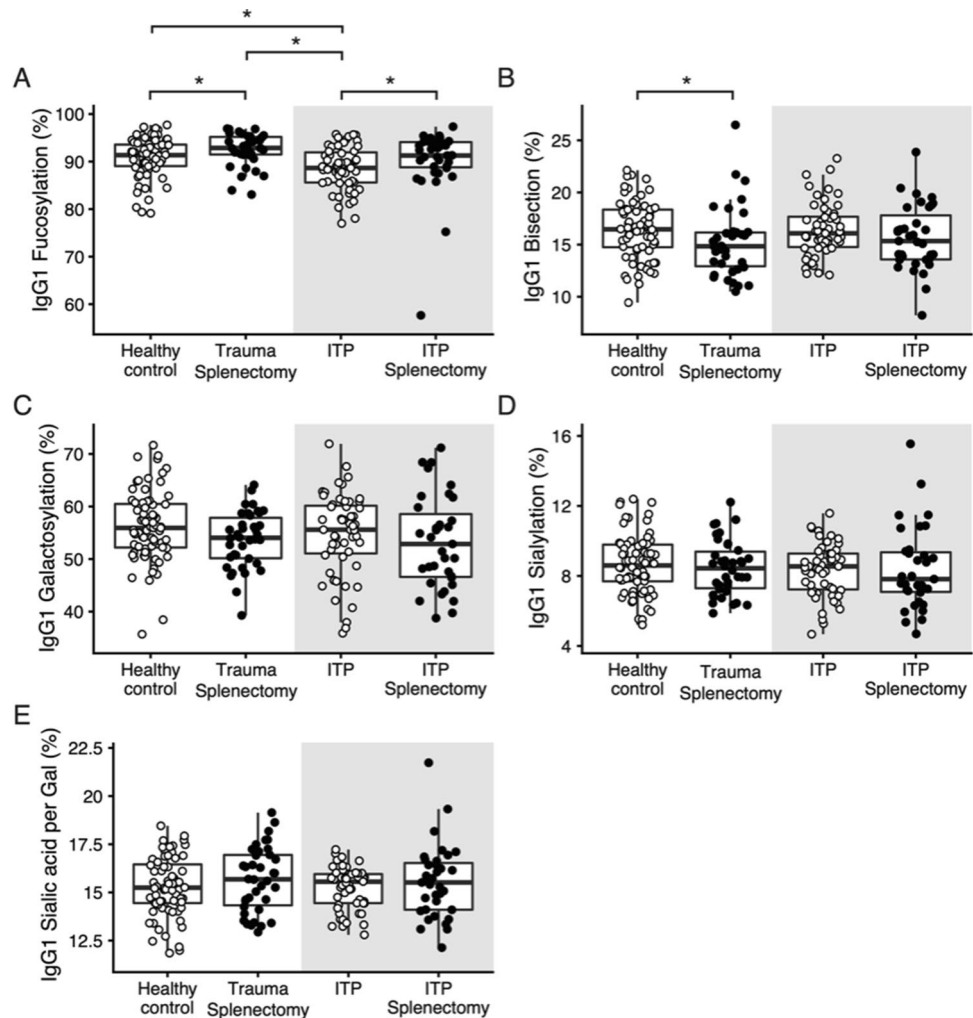 *
*
A
*
*
IgG1 Fucosylation (%)
100
90
80
70
60
Healthy
control
Trauma
Splenectomy
ITP
ITP
Splenectomy
B
*
IgG1 Bisection (%)
25
20
15
10
Healthy
control
Trauma
Splenectomy
ITP
ITP
Splenectomy
C
IgG1 Galactosylation (%)
70
60
50
40
Healthy
control
Trauma
Splenectomy
ITP
ITP
Splenectomy
D
IgG1 Sialylation (%)
16
12
8
4
Healthy
control
Trauma
Splenectomy
ITP
ITP
Splenectomy
E
IgG1 Sialic acid per Gal (%)
22.5
20
17.5
15
12.5
Healthy
control
Trauma
Splenectomy
ITP
ITP
Splenectomy